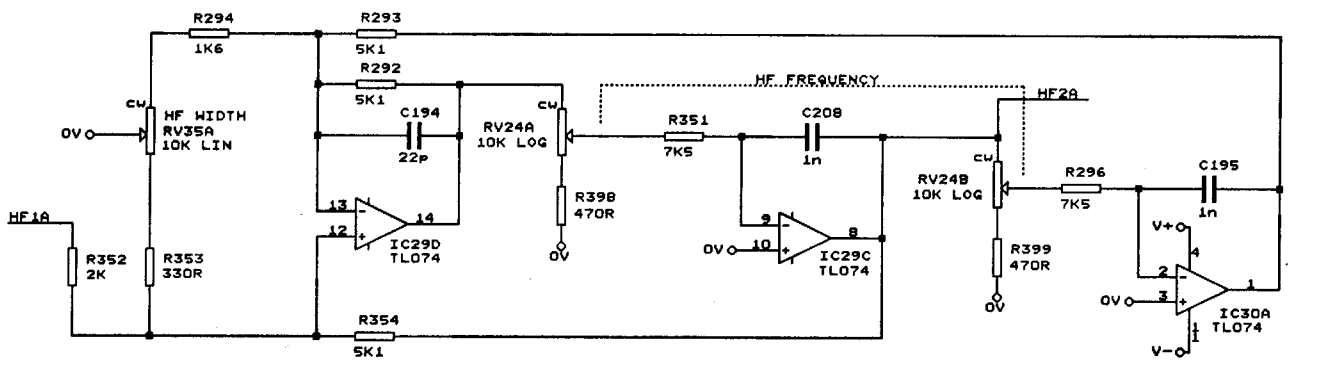 R294
1K6
R293
5K1
R292
5K1
C194
22p
CW
HF WIDTH
RV35A
10K LIN
0V
HF1A
R352
2K
R353
330R
13
12
14
IC29D
TL074
R354
5K1
CW
RV24A
10K LOG
R398
470R
0V
HF FREQUENCY
R351
7K5
C208
1n
9
10
0V
8
IC29C
TL074
HF2A
CW
RV24B
10K LOG
R399
470R
0V
R296
7K5
C195
1n
V+
4
2
3
0V
1
IC30A
TL074
11
V-